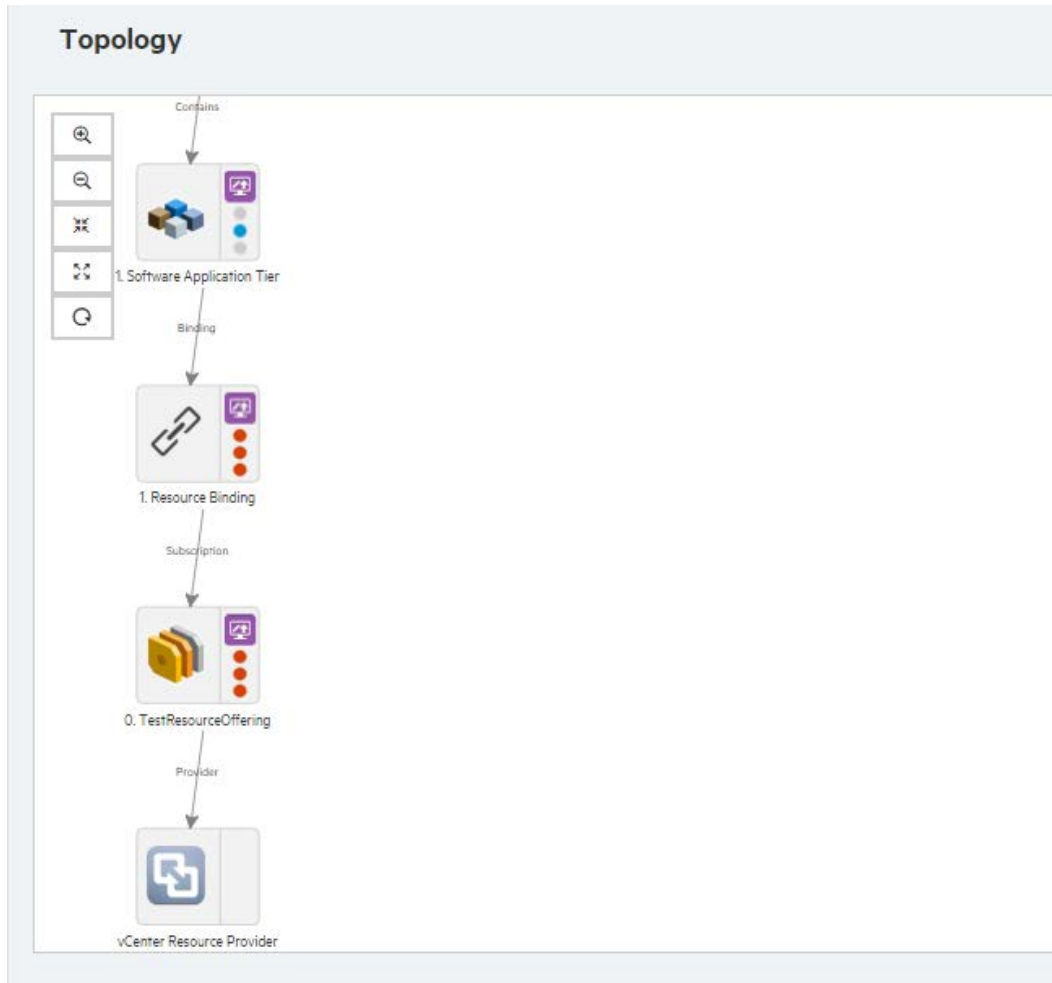 Topology
Contains
1. Software Application Tier
Binding
1. Resource Binding
Subscription
0. TestResourceOffering
Provider
vCenter Resource Provider